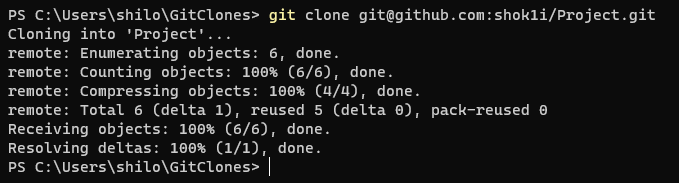 PS C:\Users\shilo\GitClones> git clone git@github.com:shok1i/Project.git
Cloning into 'Project'...
remote: Enumerating objects: 6, done.
remote: Counting objects: 100% (6/6), done.
remote: Compressing objects: 100% (4/4), done.
remote: Total 6 (delta 1), reused 5 (delta 0), pack-reused 0
Receiving objects: 100% (6/6), done.
Resolving deltas: 100% (1/1), done.
PS C:\Users\shilo\GitClones>